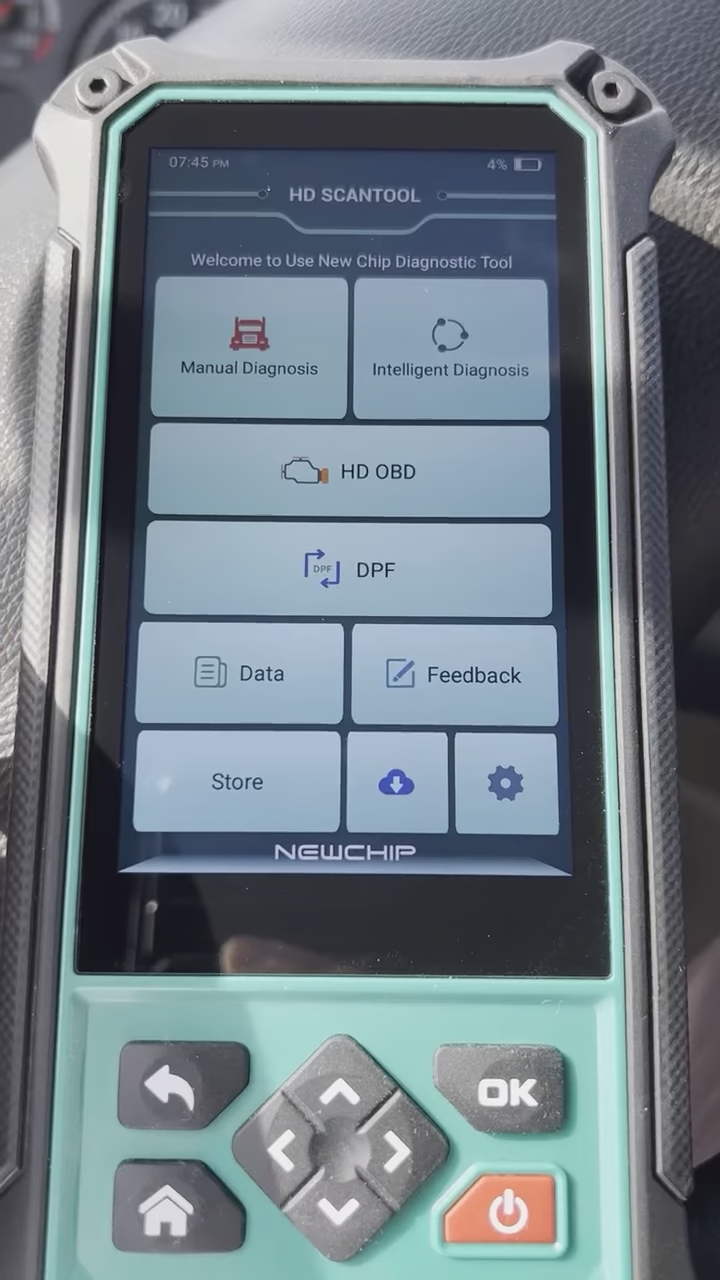 07:45 PM 4%
HD SCANTOOL
Welcome to Use New Chip Diagnostic Tool
Manual Diagnosis Intelligent Diagnosis
HD OBD
DPF DPF
Data Feedback
Store
NEWCHIP
OK